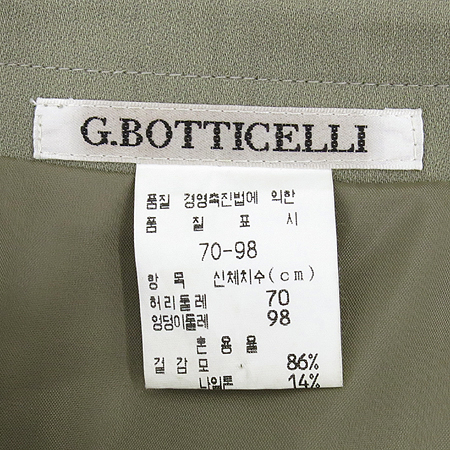 G.BOTTICELLI
품질 경영촉진법에 의한
품 질 표 시
70-98
항 목 신체치수(cm)
허리둘레 70
엉덩이둘레 98
혼 용 율
겉 감 모 86%
나일론 14%